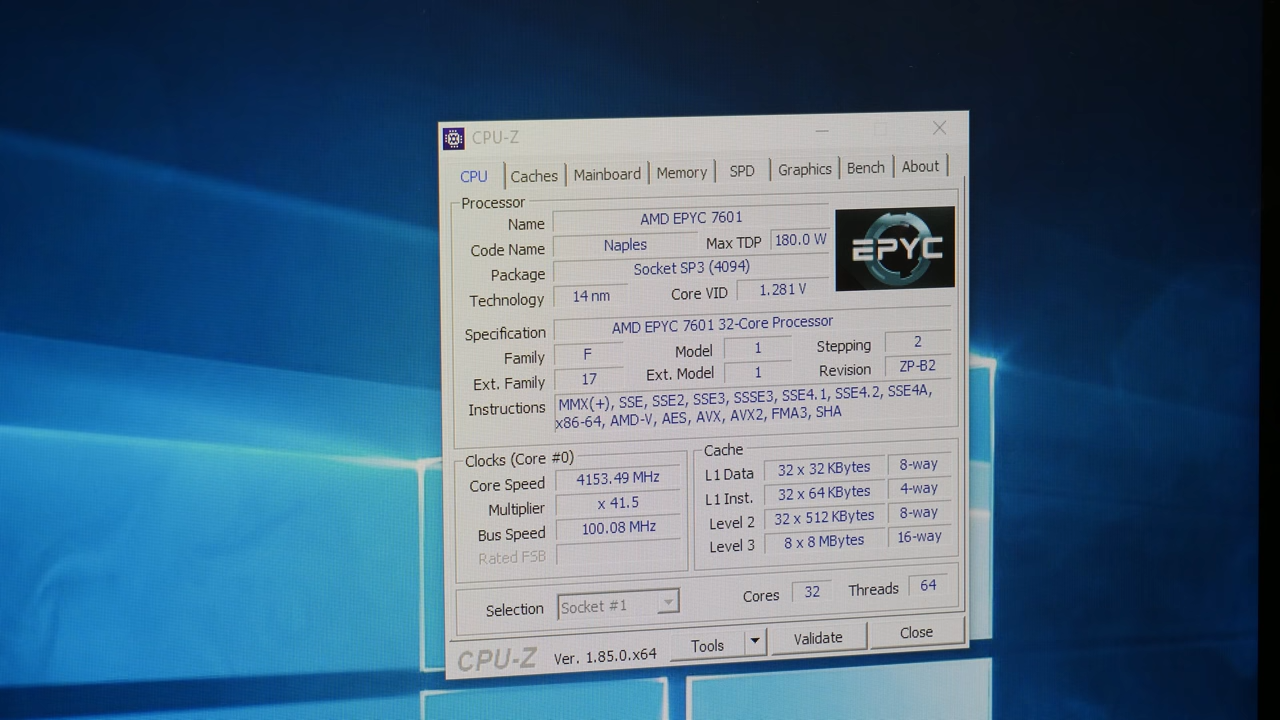 CPU-Z
CPU Caches Mainboard Memory SPD Graphics Bench About
Processor
Name AMD EPYC 7601
Code Name Naples Max TDP 180.0 W
Package Socket SP3 (4094)
Technology 14 nm Core VID 1.281 V
EPYC
Specification AMD EPYC 7601 32-Core Processor
Family F Model 1 Stepping 2
Ext. Family 17 Ext. Model 1 Revision ZP-B2
Instructions MMX(+), SSE, SSE2, SSE3, SSSE3, SSE4.1, SSE4.2, SSE4A,
x86-64, AMD-V, AES, AVX, AVX2, FMA3, SHA
Clocks (Core #0)
Core Speed 4153.49 MHz
Multiplier x 41.5
Bus Speed 100.08 MHz
Rated FSB
Cache
L1 Data 32 x 32 KBytes 8-way
L1 Inst. 32 x 64 KBytes 4-way
Level 2 32 x 512 KBytes 8-way
Level 3 8 x 8 MBytes 16-way
Selection Socket #1 Cores 32 Threads 64
CPU-Z Ver. 1.85.0.x64 Tools Validate Close